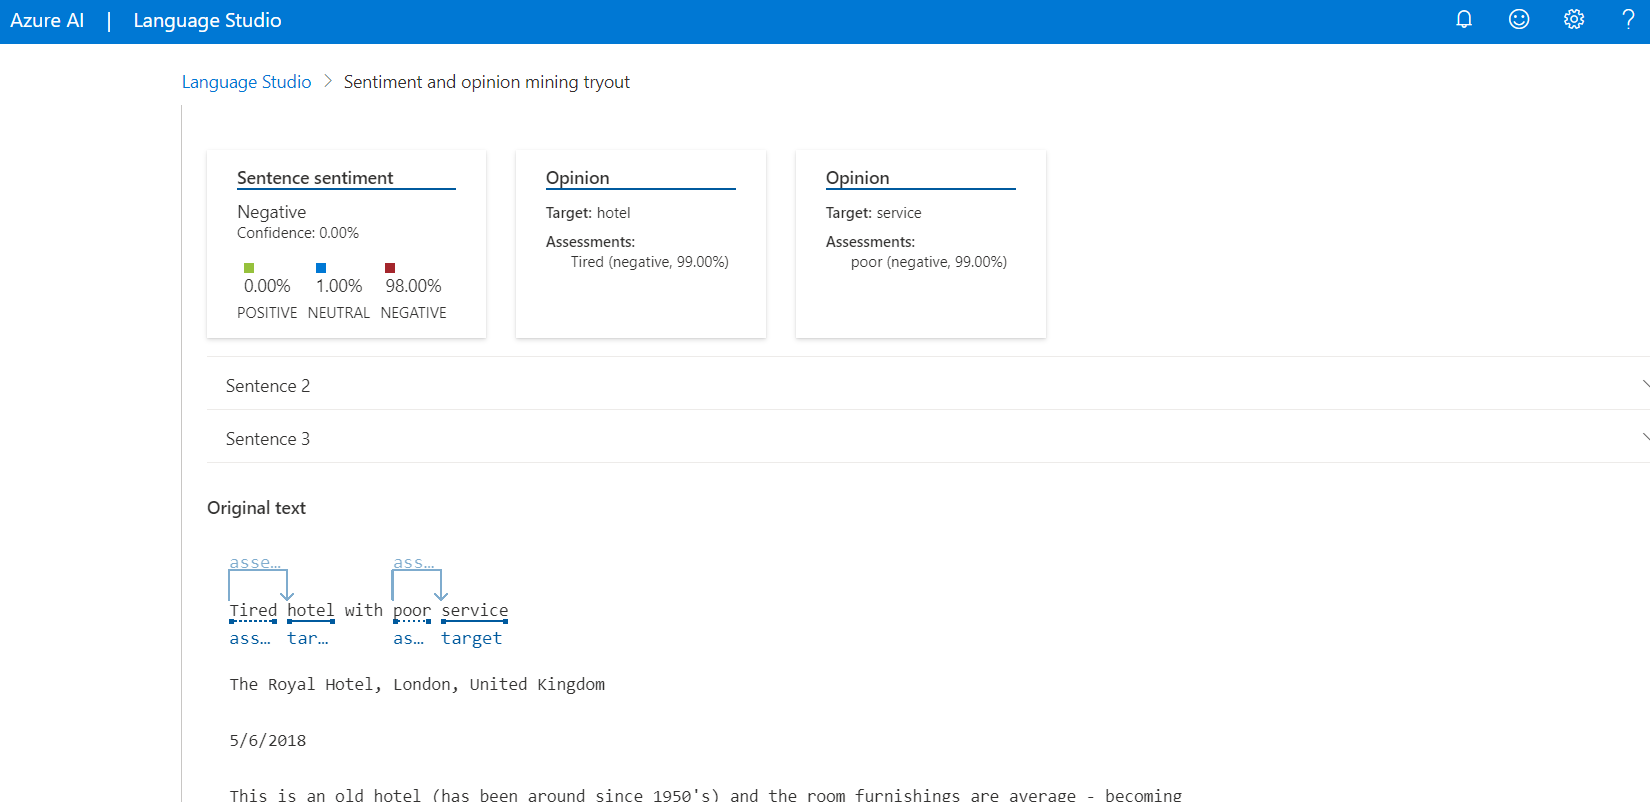 Azure AI | Language Studio
Language Studio > Sentiment and opinion mining tryout
Sentence sentiment
Negative
Confidence: 0.00%
0.00% 1.00% 98.00%
POSITIVE NEUTRAL NEGATIVE
Opinion
Target: hotel
Assessments:
Tired (negative, 99.00%)
Opinion
Target: service
Assessments:
poor (negative, 99.00%)
Sentence 2
Sentence 3
Original text
asse... ass...
Tired hotel with poor service
ass... tar... as... target
The Royal Hotel, London, United Kingdom
5/6/2018
This is an old hotel (has been around since 1950's) and the room furnishings are average - becoming